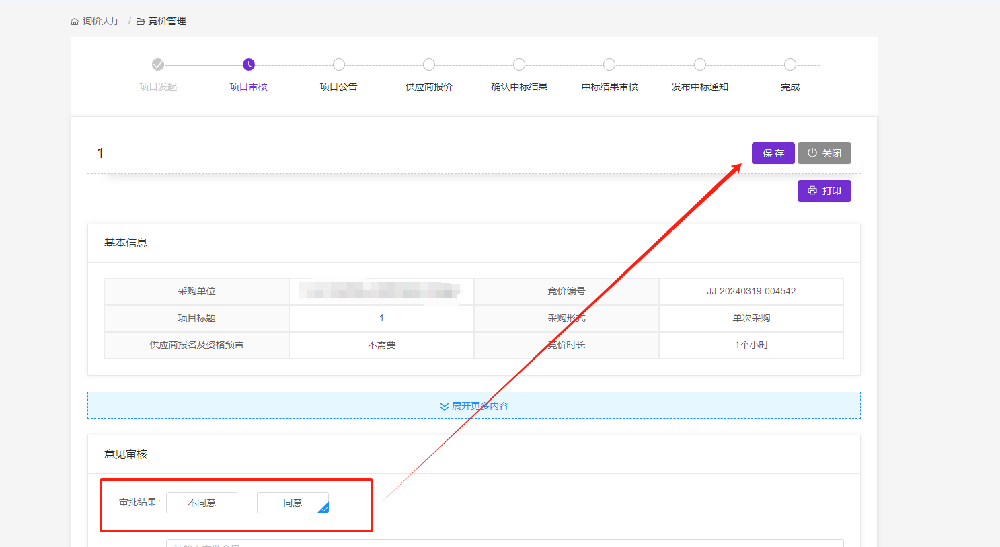 询价大厅 / 竞价管理
项目发起 项目审核 项目公告 供应商报价 确认中标结果 中标结果审核 发布中标通知 完成
1 保存 关闭
打印
基本信息
采购单位 竞价编号 JJ-20240319-004542
项目标题 1 采购形式 单次采购
供应商报名及资格预审 不需要 竞价时长 1个小时
展开更多内容
意见审核
审批结果: 不同意 同意